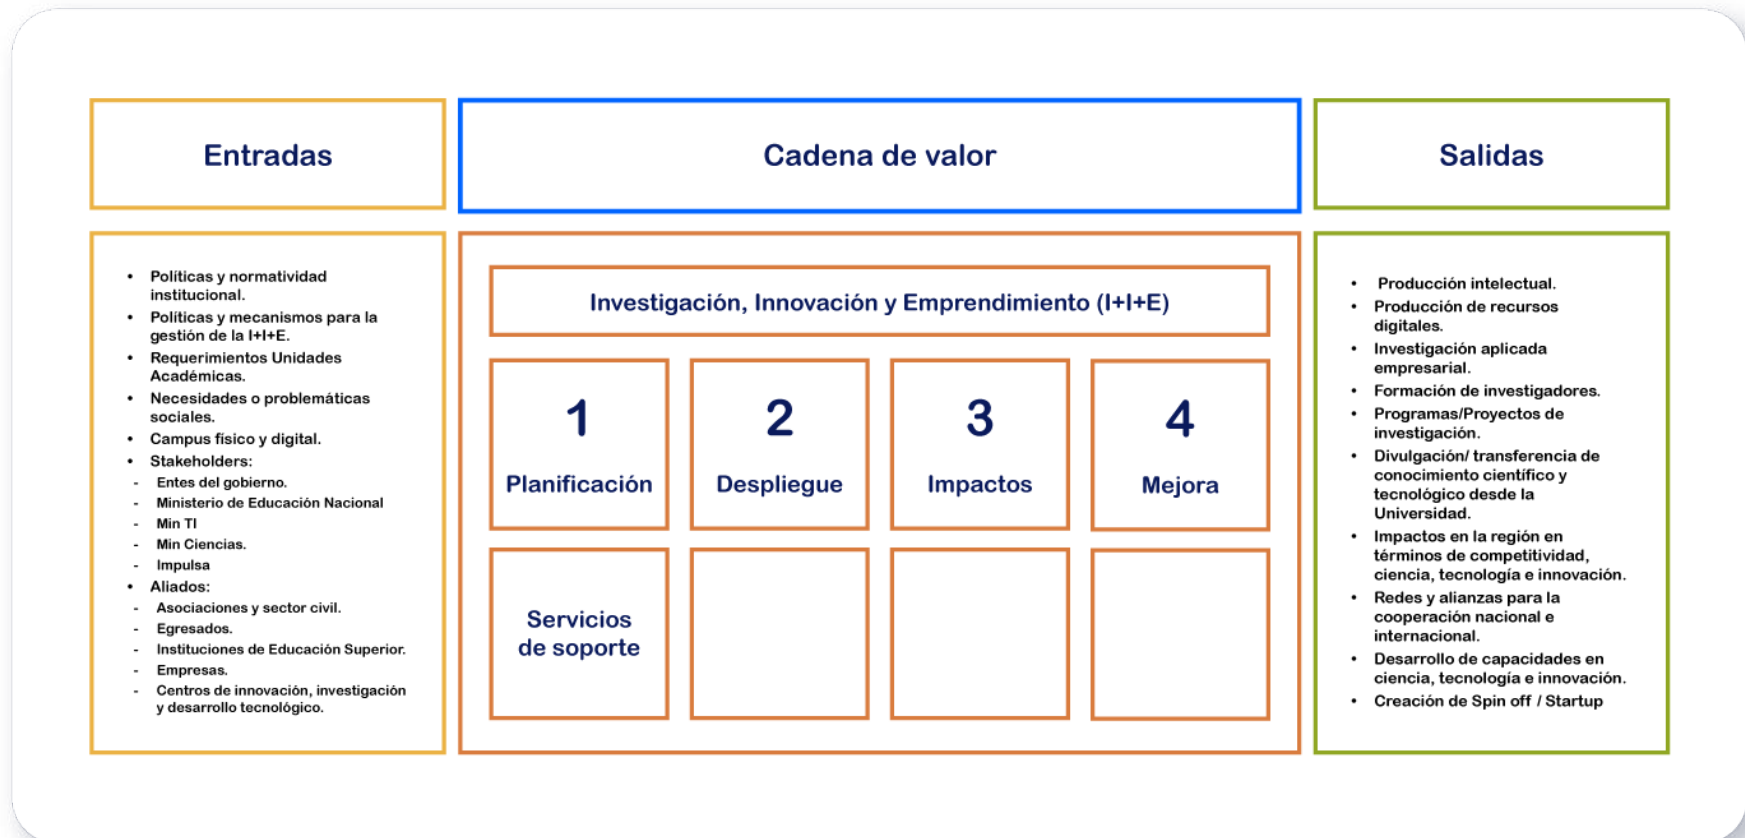 Entradas
Cadena de valor
Salidas
• Políticas y normatividad
institucional.
• Políticas y mecanismos para la
gestión de la I+I+E.
• Requerimientos Unidades
Académicas.
• Necesidades o problemáticas
sociales.
• Campus físico y digital.
• Stakeholders:
- Entes del gobierno.
- Ministerio de Educación Nacional
- Min TI
- Min Ciencias.
- Impulsa
• Aliados:
- Asociaciones y sector civil.
- Egresados.
- Instituciones de Educación Superior.
- Empresas.
- Centros de innovación, investigación
y desarrollo tecnológico.
Investigación, Innovación y Emprendimiento (I+I+E)
1
Planificación
2
Despliegue
3
Impactos
4
Mejora
Servicios
de soporte
• Producción intelectual.
• Producción de recursos
digitales.
• Investigación aplicada
empresarial.
• Formación de investigadores.
• Programas/Proyectos de
investigación.
• Divulgación/ transferencia de
conocimiento científico y
tecnológico desde la
Universidad.
• Impactos en la región en
términos de competitividad,
ciencia, tecnología e innovación.
• Redes y alianzas para la
cooperación nacional e
internacional.
• Desarrollo de capacidades en
ciencia, tecnología e innovación.
• Creación de Spin off / Startup